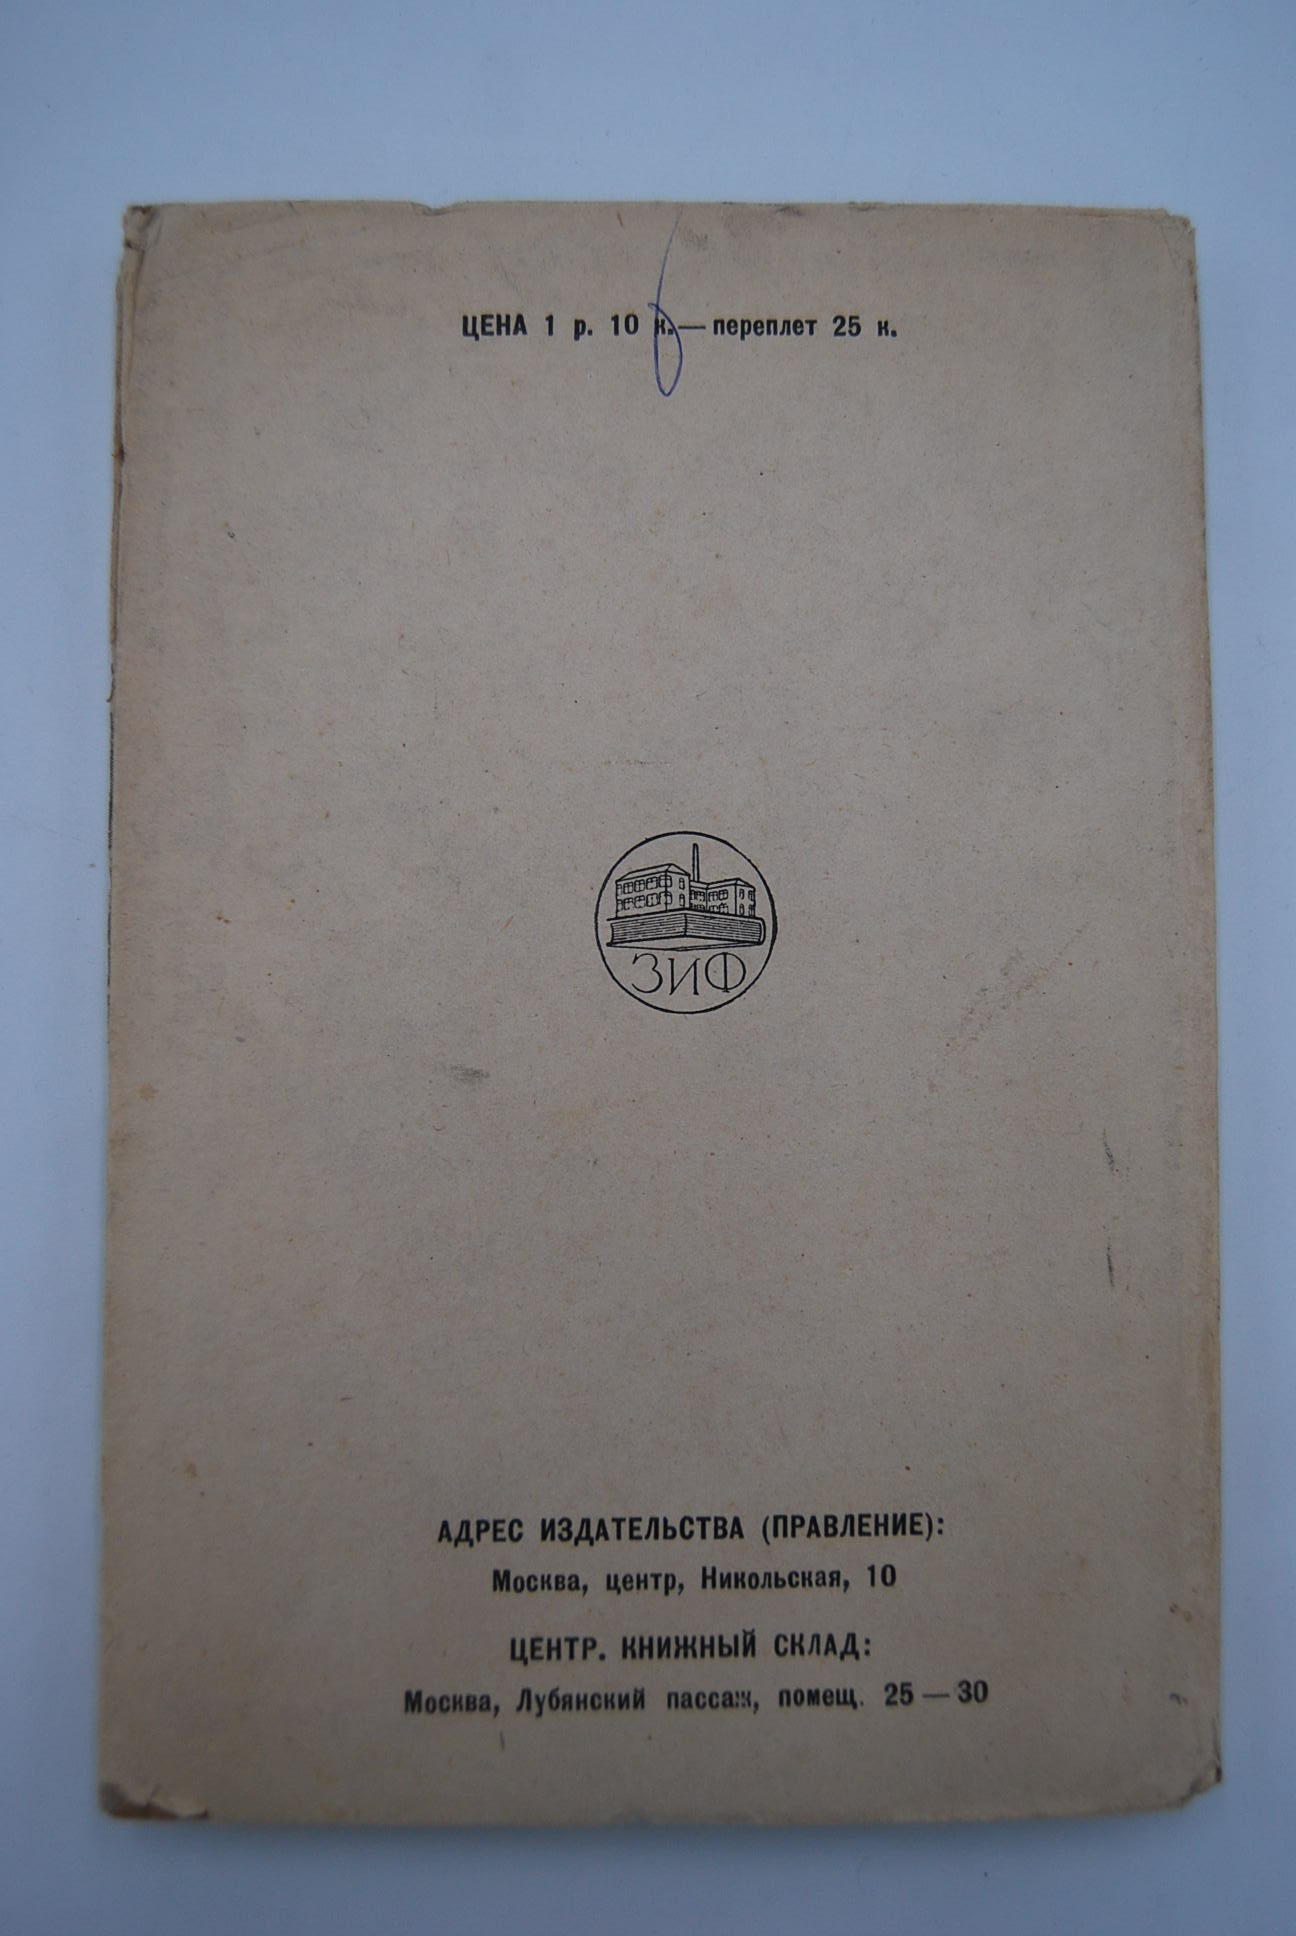 ЦЕНА 1 р. 10 к.—переплет 25 к.
ЗИФ
АДРЕС ИЗДАТЕЛЬСТВА (ПРАВЛЕНИЕ):
Москва, центр, Никольская, 10
ЦЕНТР. КНИЖНЫЙ СКЛАД:
Москва, Лубянский пассаж, помещ. 25 — 30